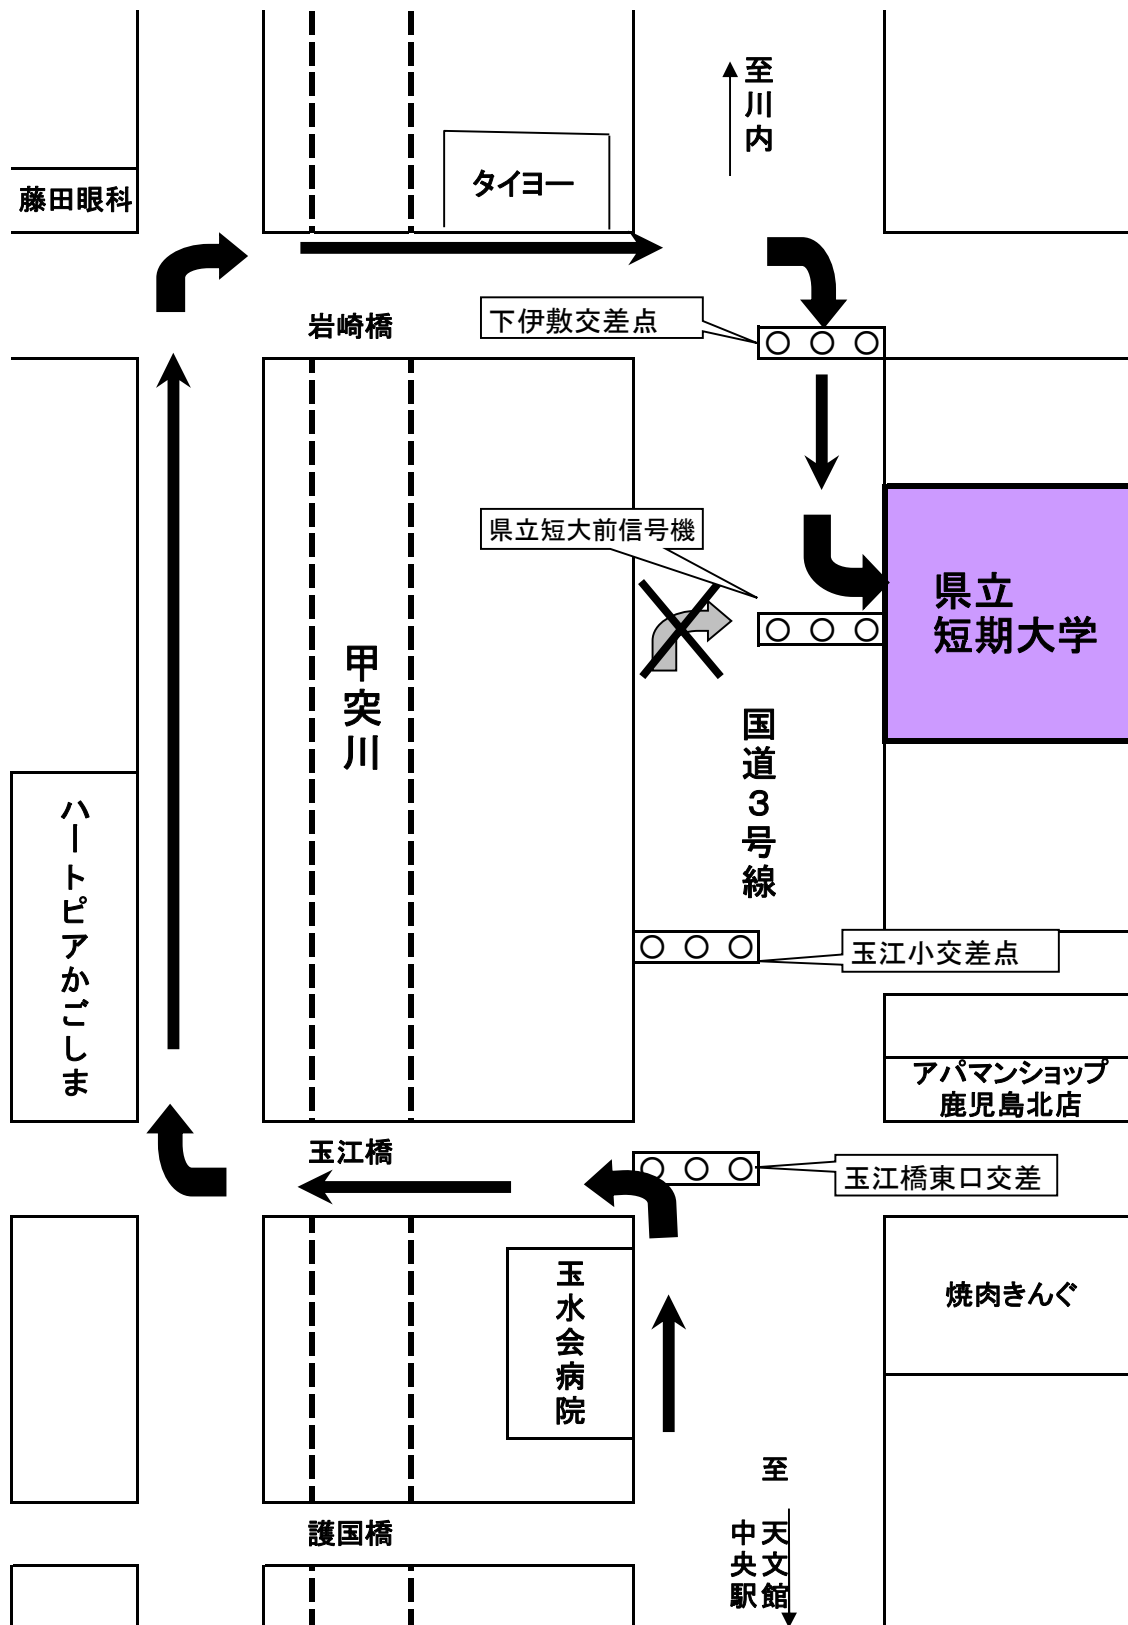 至川内
藤田眼科
タイヨー
岩崎橋
下伊敷交差点
県立短大前信号機
県立
短期大学
甲突川
国道３号線
ハートピアかごしま
玉江小交差点
アパマンショップ
鹿児島北店
玉江橋
玉江橋東口交差
玉水会病院
焼肉きんぐ
至
天文館
中央駅
護国橋